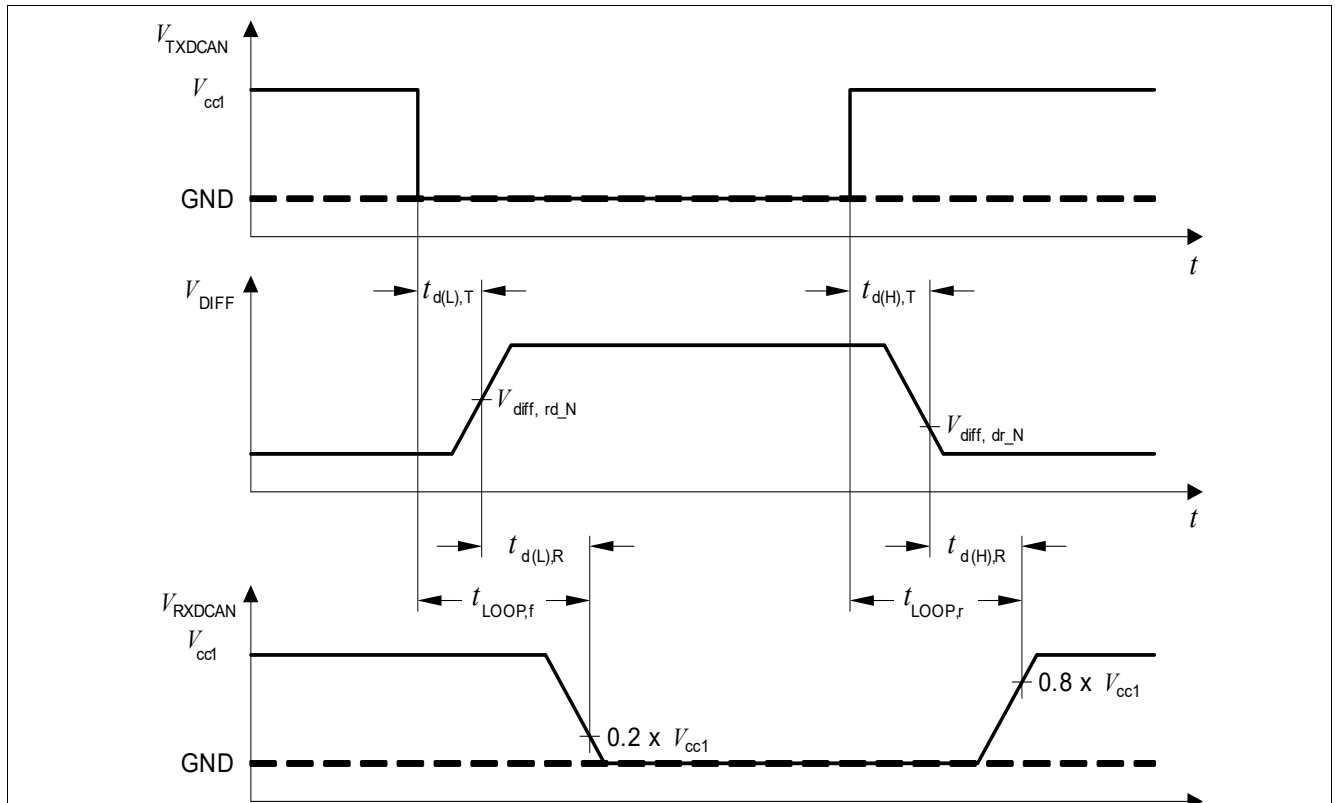 V_TXDCAN
V_cc1
GND
t
V_DIFF
t_d(L),T
t_d(H),T
V_diff, rd_N
V_diff, dr_N
t
t_d(L),R
t_d(H),R
V_RXDCAN
t_LOOP,f
t_LOOP,r
V_cc1
0.8 x V_cc1
0.2 x V_cc1
GND